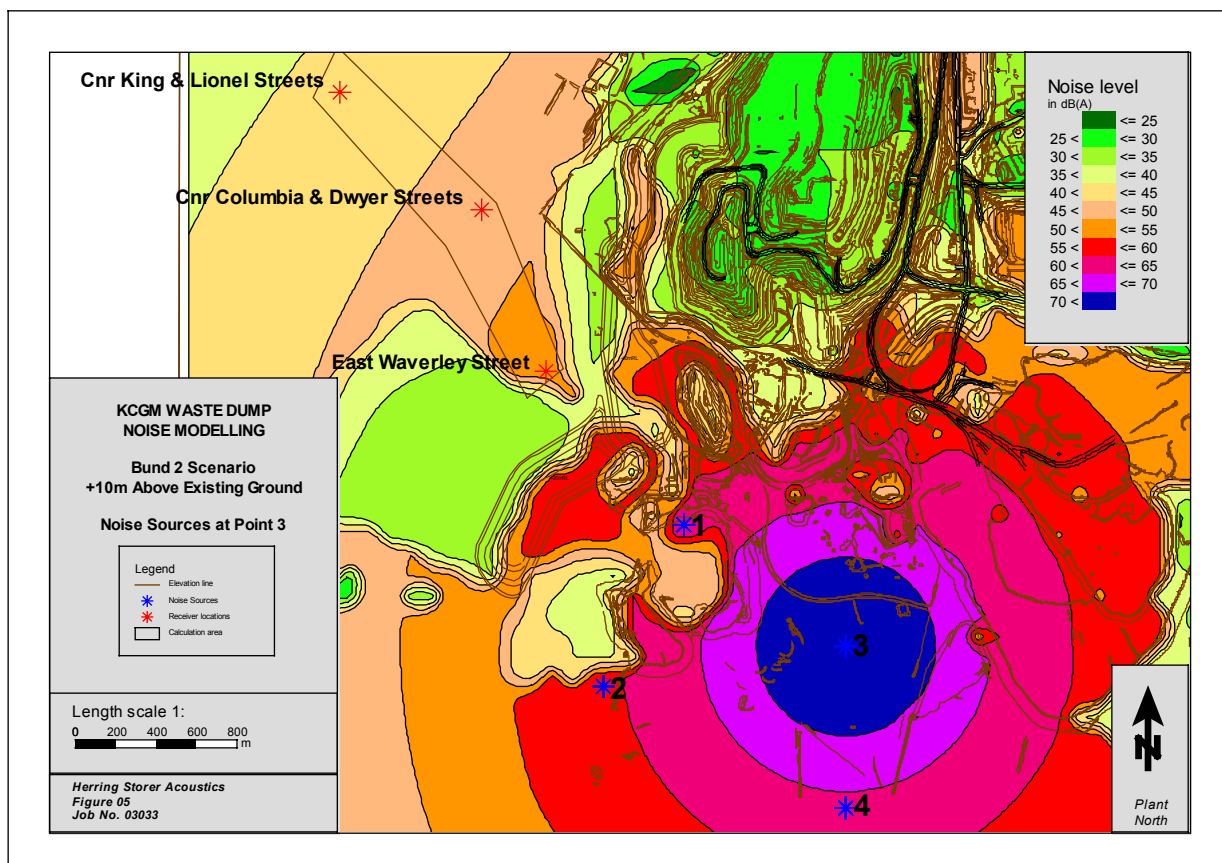 Cnr King & Lionel Streets
Cnr Columbia & Dwyer Streets
East Waverley Street
Noise level
in dB(A)
<= 25
25 < <= 30
30 < <= 35
35 < <= 40
40 < <= 45
45 < <= 50
50 < <= 55
55 < <= 60
60 < <= 65
65 < <= 70
70 <
1
2
3
4
KCGM WASTE DUMP
NOISE MODELLING
Bund 2 Scenario
+10m Above Existing Ground
Noise Sources at Point 3
Legend
Elevation line
Noise Sources
Receiver locations
Calculation area
Length scale 1:
0 200 400 600 800
m
Herring Storer Acoustics
Figure 05
Job No. 03033
N
Plant
North